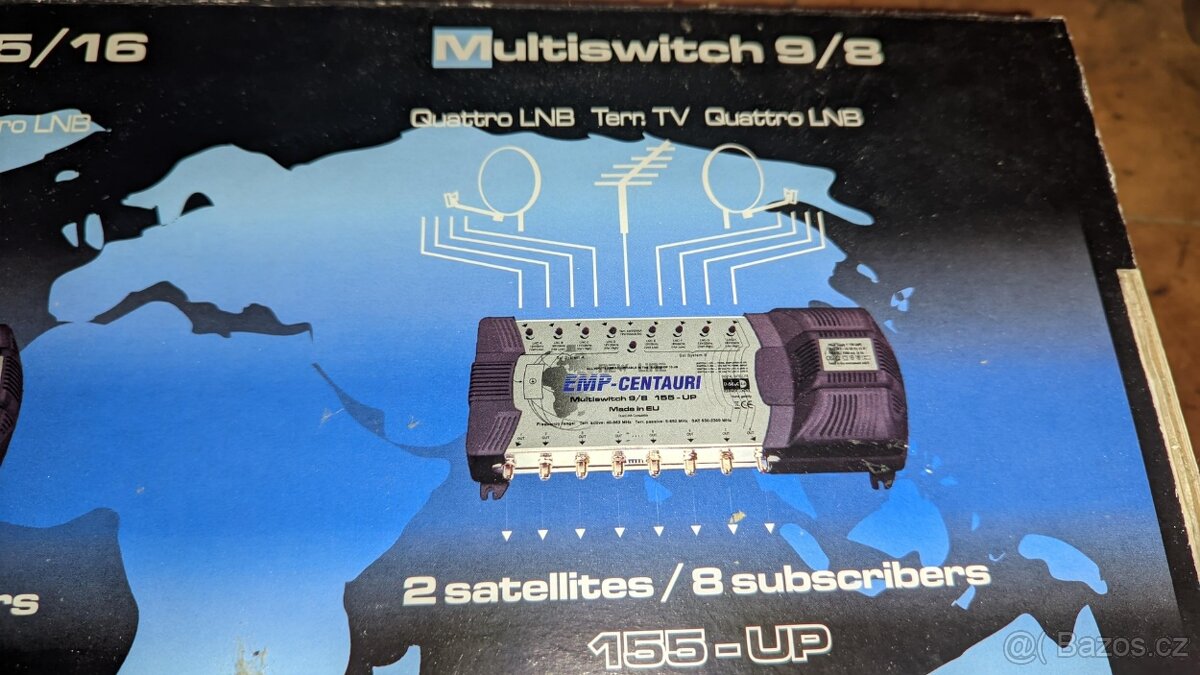 5/16
Multiswitch 9/8
ro LNB
Quattro LNB Terr. TV Quattro LNB
EMP-CENTAURI
Multiswitch 9/8 155-UP
Made in EU
2 satellites / 8 subscribers
rs
155-UP
@( Bazos.cz